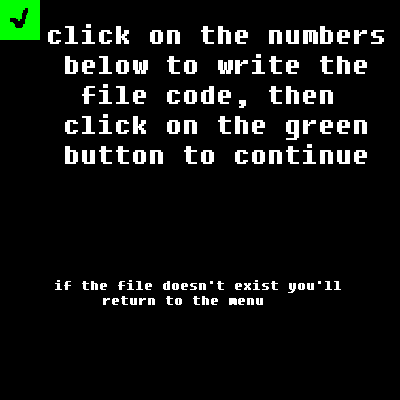 click on the numbers
below to write the
file code, then
click on the green
button to continue
if the file doesn't exist you'll
return to the menu